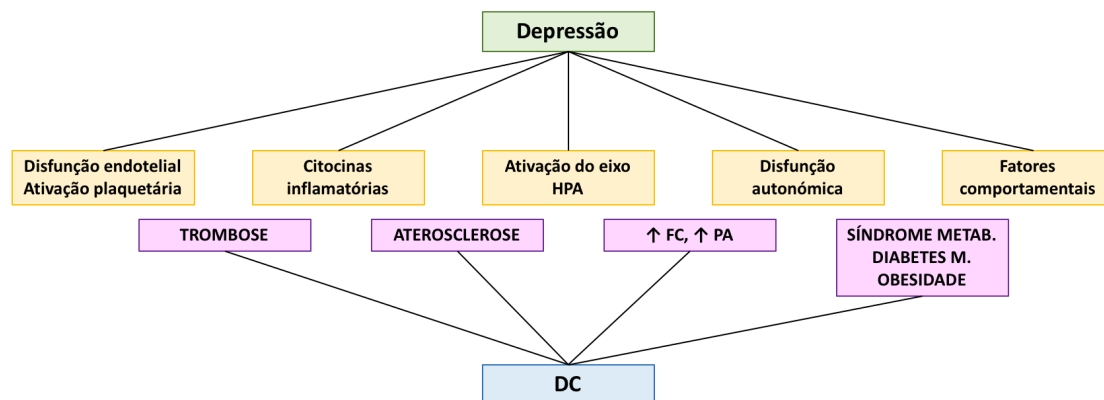 Depressão
Disfunção endotelial
Ativação plaquetária
Citocinas
inflamatórias
Ativação do eixo
HPA
Disfunção
autonómica
Fatores
comportamentais
TROMBOSE
ATEROSCLEROSE
↑ FC, ↑ PA
SÍNDROME METAB.
DIABETES M.
OBESIDADE
DC